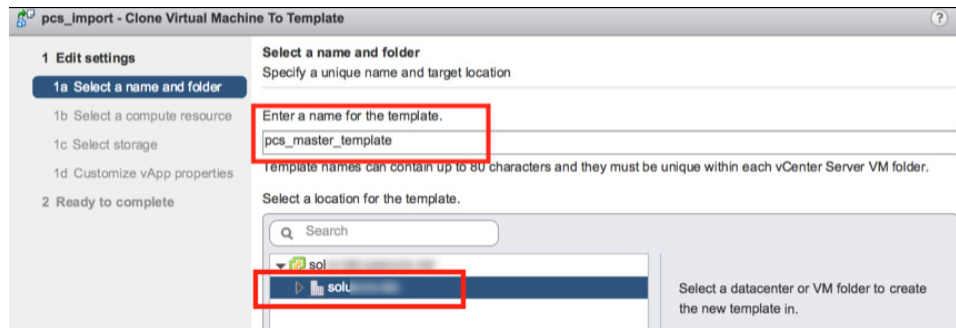 pcs_import - Clone Virtual Machine To Template
?
1 Edit settings
1a Select a name and folder
1b Select a compute resource
1c Select storage
1d Customize vApp properties
2 Ready to complete
Select a name and folder
Specify a unique name and target location
Enter a name for the template.
pcs_master_template
Template names can contain up to 80 characters and they must be unique within each vCenter Server VM folder.
Select a location for the template.
Search
sol
solu
Select a datacenter or VM folder to create
the new template in.